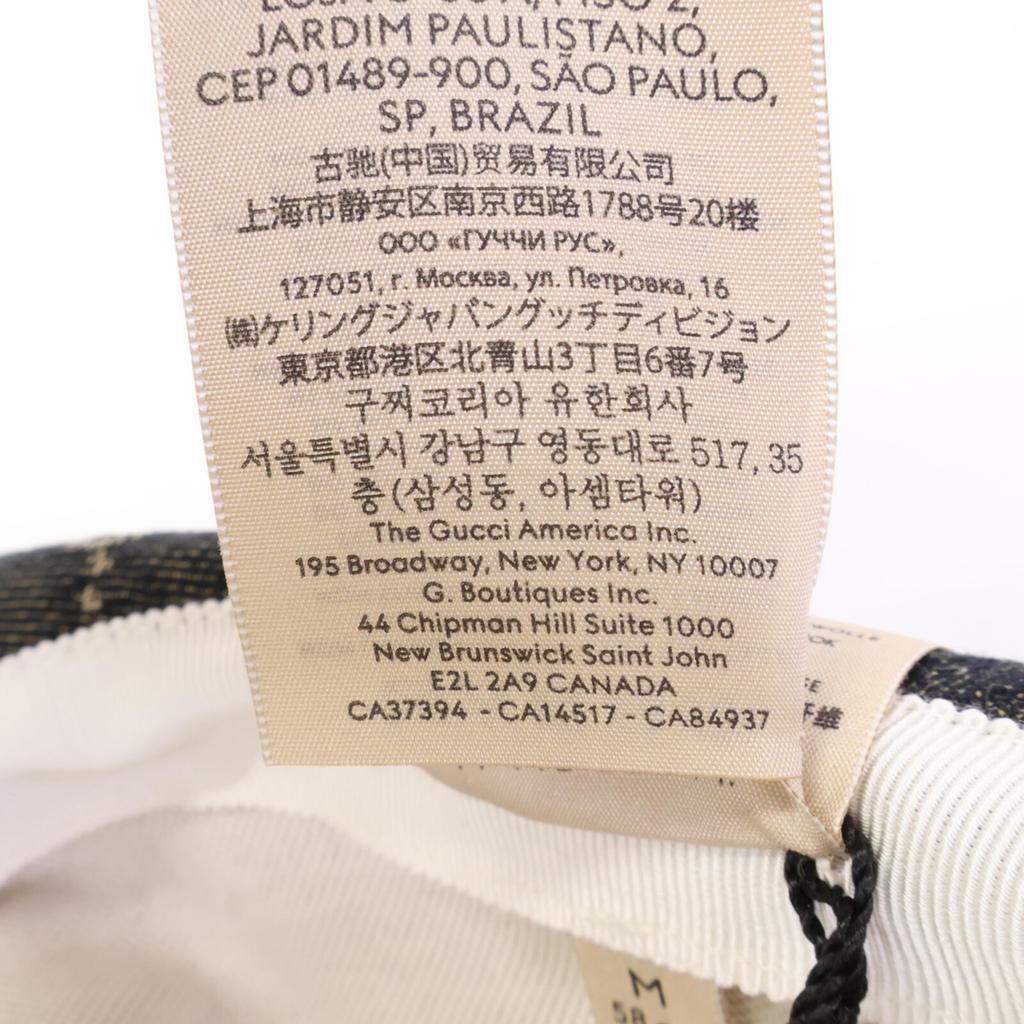 JARDIM PAULISTANO,
CEP 01489-900, SÃO PAULO,
SP, BRAZIL
古驰(中国)贸易有限公司
上海市静安区南京西路1788号20楼
ООО «ГУЧЧИ РУС»,
127051, г. Москва, ул. Петровка, 16
㈱ケリングジャパングッチディビジョン
東京都港区北青山3丁目6番7号
구찌코리아 유한회사
서울특별시 강남구 영동대로 517, 35
층(삼성동, 아셈타워)
The Gucci America Inc.
195 Broadway, New York, NY 10007
G. Boutiques Inc.
44 Chipman Hill Suite 1000
New Brunswick Saint John
E2L 2A9 CANADA
CA37394 - CA14517 - CA84937
M
58